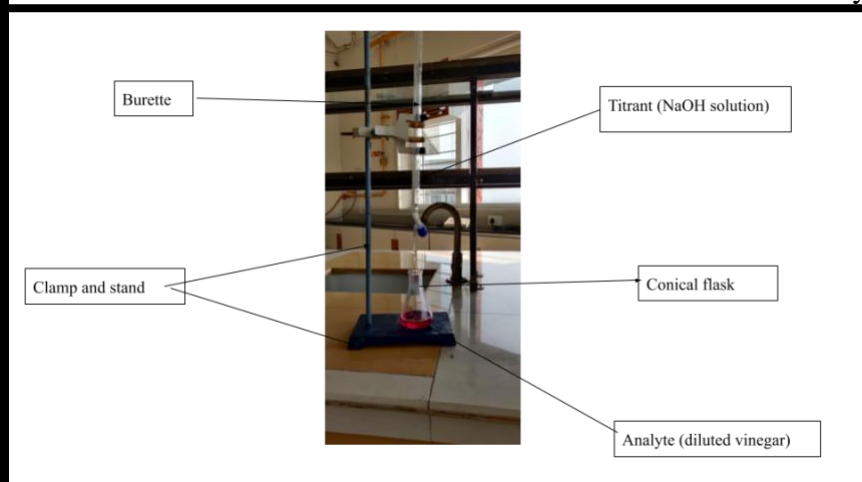 Burette
Titrant (NaOH solution)
Clamp and stand
Conical flask
Analyte (diluted vinegar)